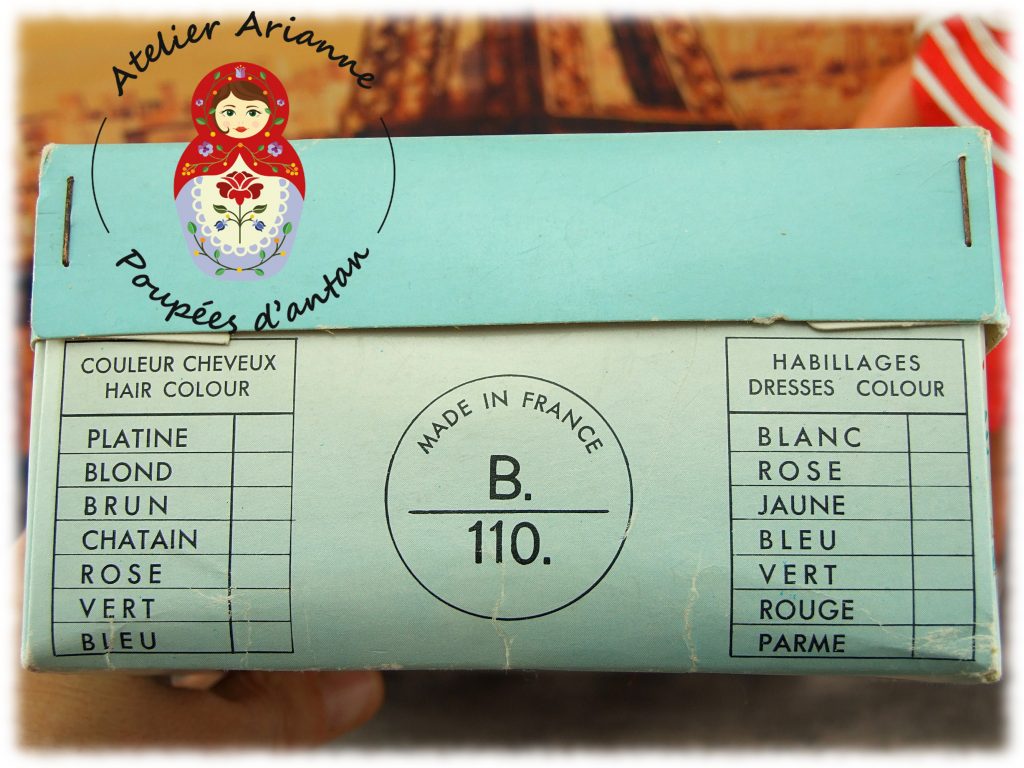 Atelier Arianne
Poupées d'antan
COULEUR CHEVEUX
HAIR COLOUR
PLATINE
BLOND
BRUN
CHATAIN
ROSE
VERT
BLEU
MADE IN FRANCE
B.
110.
HABILLAGES
DRESSES COLOUR
BLANC
ROSE
JAUNE
BLEU
VERT
ROUGE
PARME